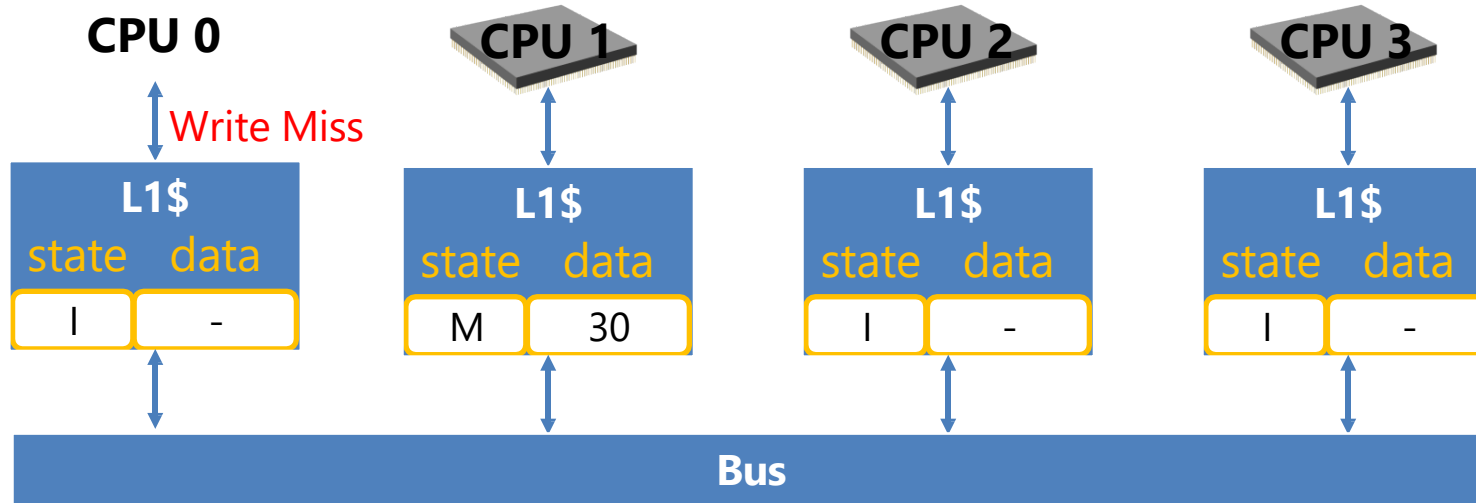 CPU 0 CPU 1 CPU 2 CPU 3
Write Miss
L1$ L1$ L1$ L1$
state data state data state data state data
I - M 30 I - I -
Bus